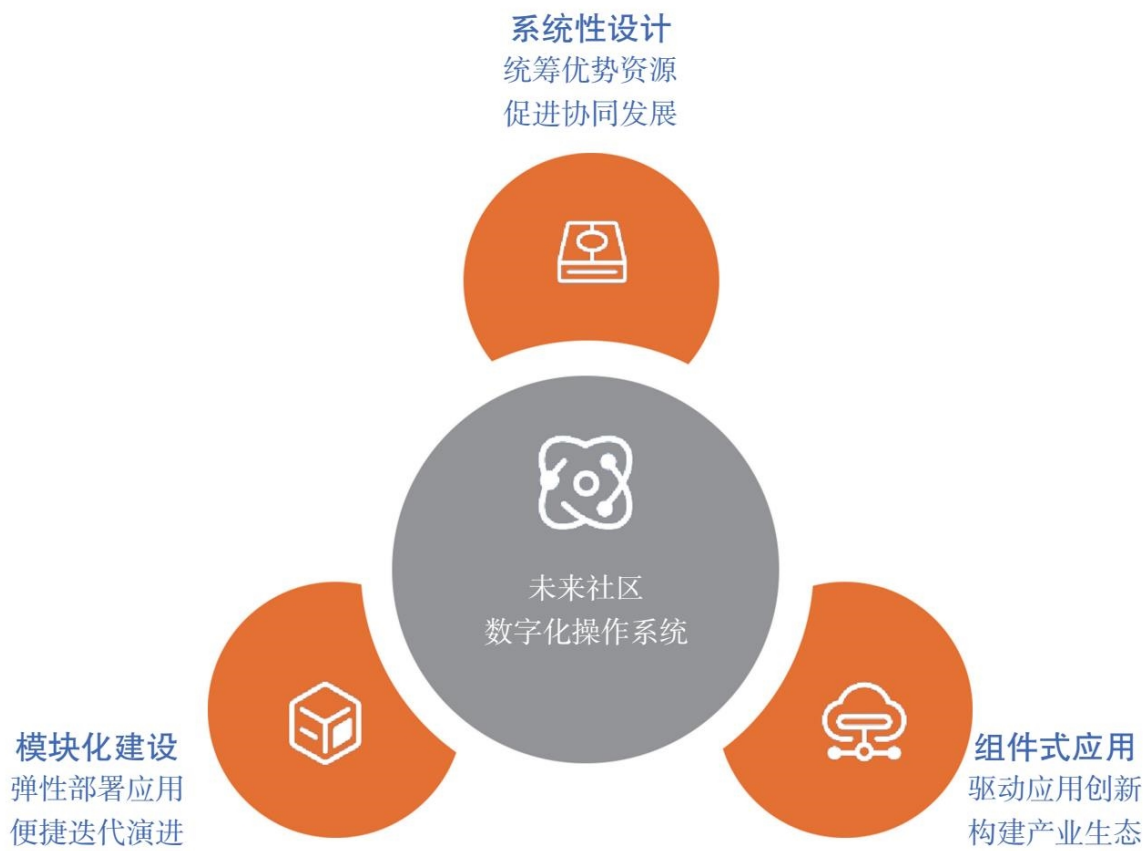 系统性设计
统筹优势资源
促进协同发展
未来社区
数字化操作系统
模块化建设
弹性部署应用
便捷迭代演进
组件式应用
驱动应用创新
构建产业生态